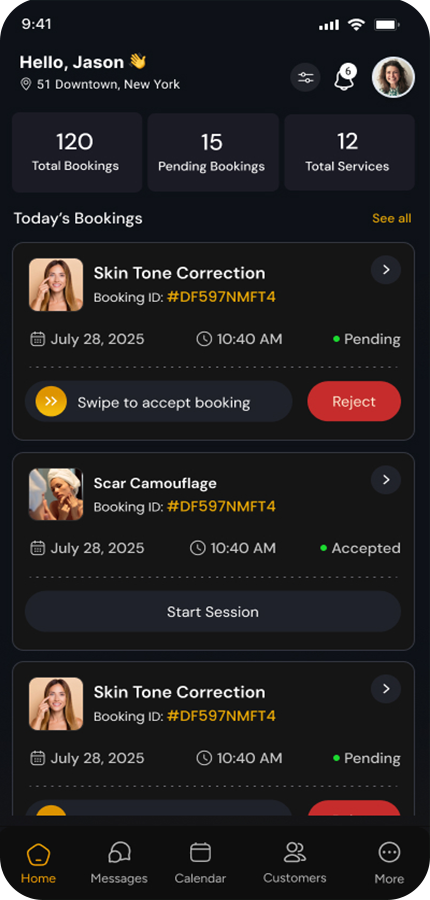 9:41
Hello, Jason 👋
6
51 Downtown, New York
120
Total Bookings
15
Pending Bookings
12
Total Services
Today's Bookings
See all
Skin Tone Correction
Booking ID: #DF597NMFT4
July 28, 2025
10:40 AM
Pending
Swipe to accept booking
Reject
Scar Camouflage
Booking ID: #DF597NMFT4
July 28, 2025
10:40 AM
Accepted
Start Session
Skin Tone Correction
Booking ID: #DF597NMFT4
July 28, 2025
10:40 AM
Pending
Home
Messages
Calendar
Customers
More